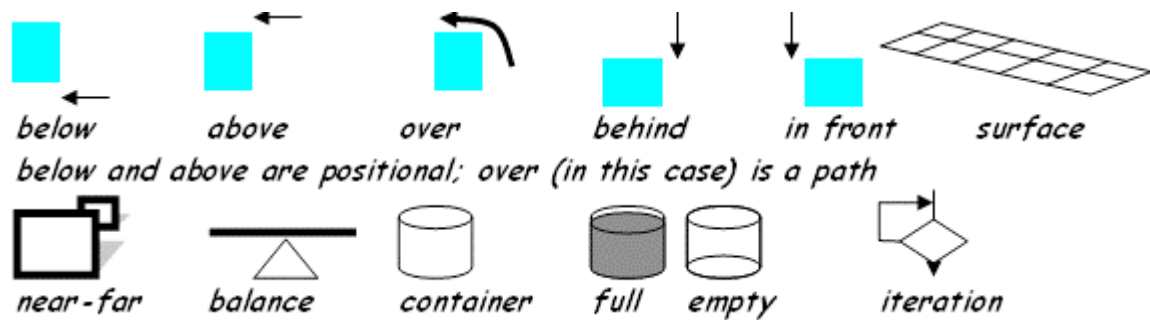 below above over behind in front surface
below and above are positional; over (in this case) is a path
near-far balance container full empty iteration